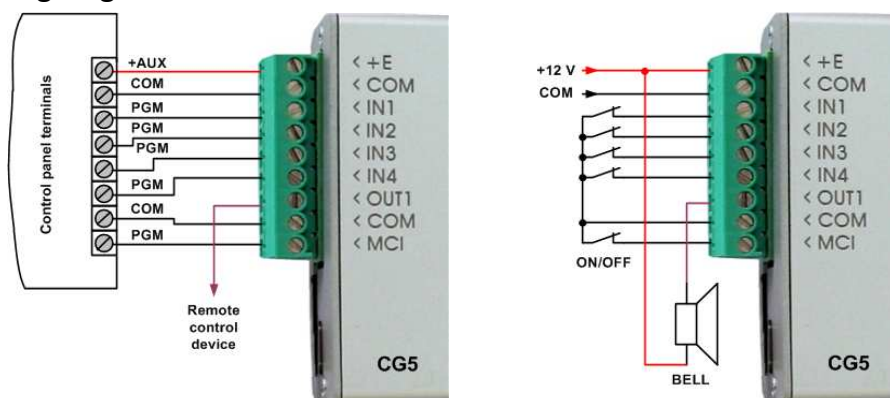 +AUX
COM
PGM
PGM
PGM
PGM
COM
PGM
Control panel terminals
< +E
< COM
< IN1
< IN2
< IN3
< IN4
< OUT1
< COM
< MCI
Remote
control
device
CG5
+12 V
COM
ON/OFF
BELL
< +E
< COM
< IN1
< IN2
< IN3
< IN4
< OUT1
< COM
< MCI
CG5